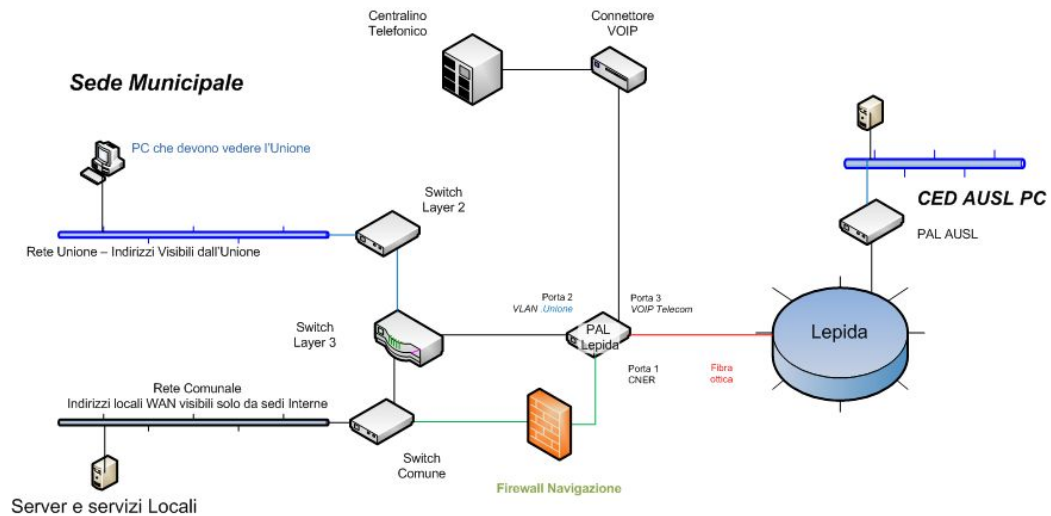 Centralino
Telefonico
Connettore
VOIP
Sede Municipale
PC che devono vedere l'Unione
Switch
Layer 2
CED AUSL PC
PAL AUSL
Rete Unione – Indirizzi Visibili dall'Unione
Porta 2
VLAN .Unione
Porta 3
VOIP Telecom
Switch
Layer 3
PAL
Lepida
Lepida
Porta 1
CNER
Fibra
ottica
Rete Comunale
Indirizzi locali WAN visibili solo da sedi Interne
Switch
Comune
Firewall Navigazione
Server e servizi Locali